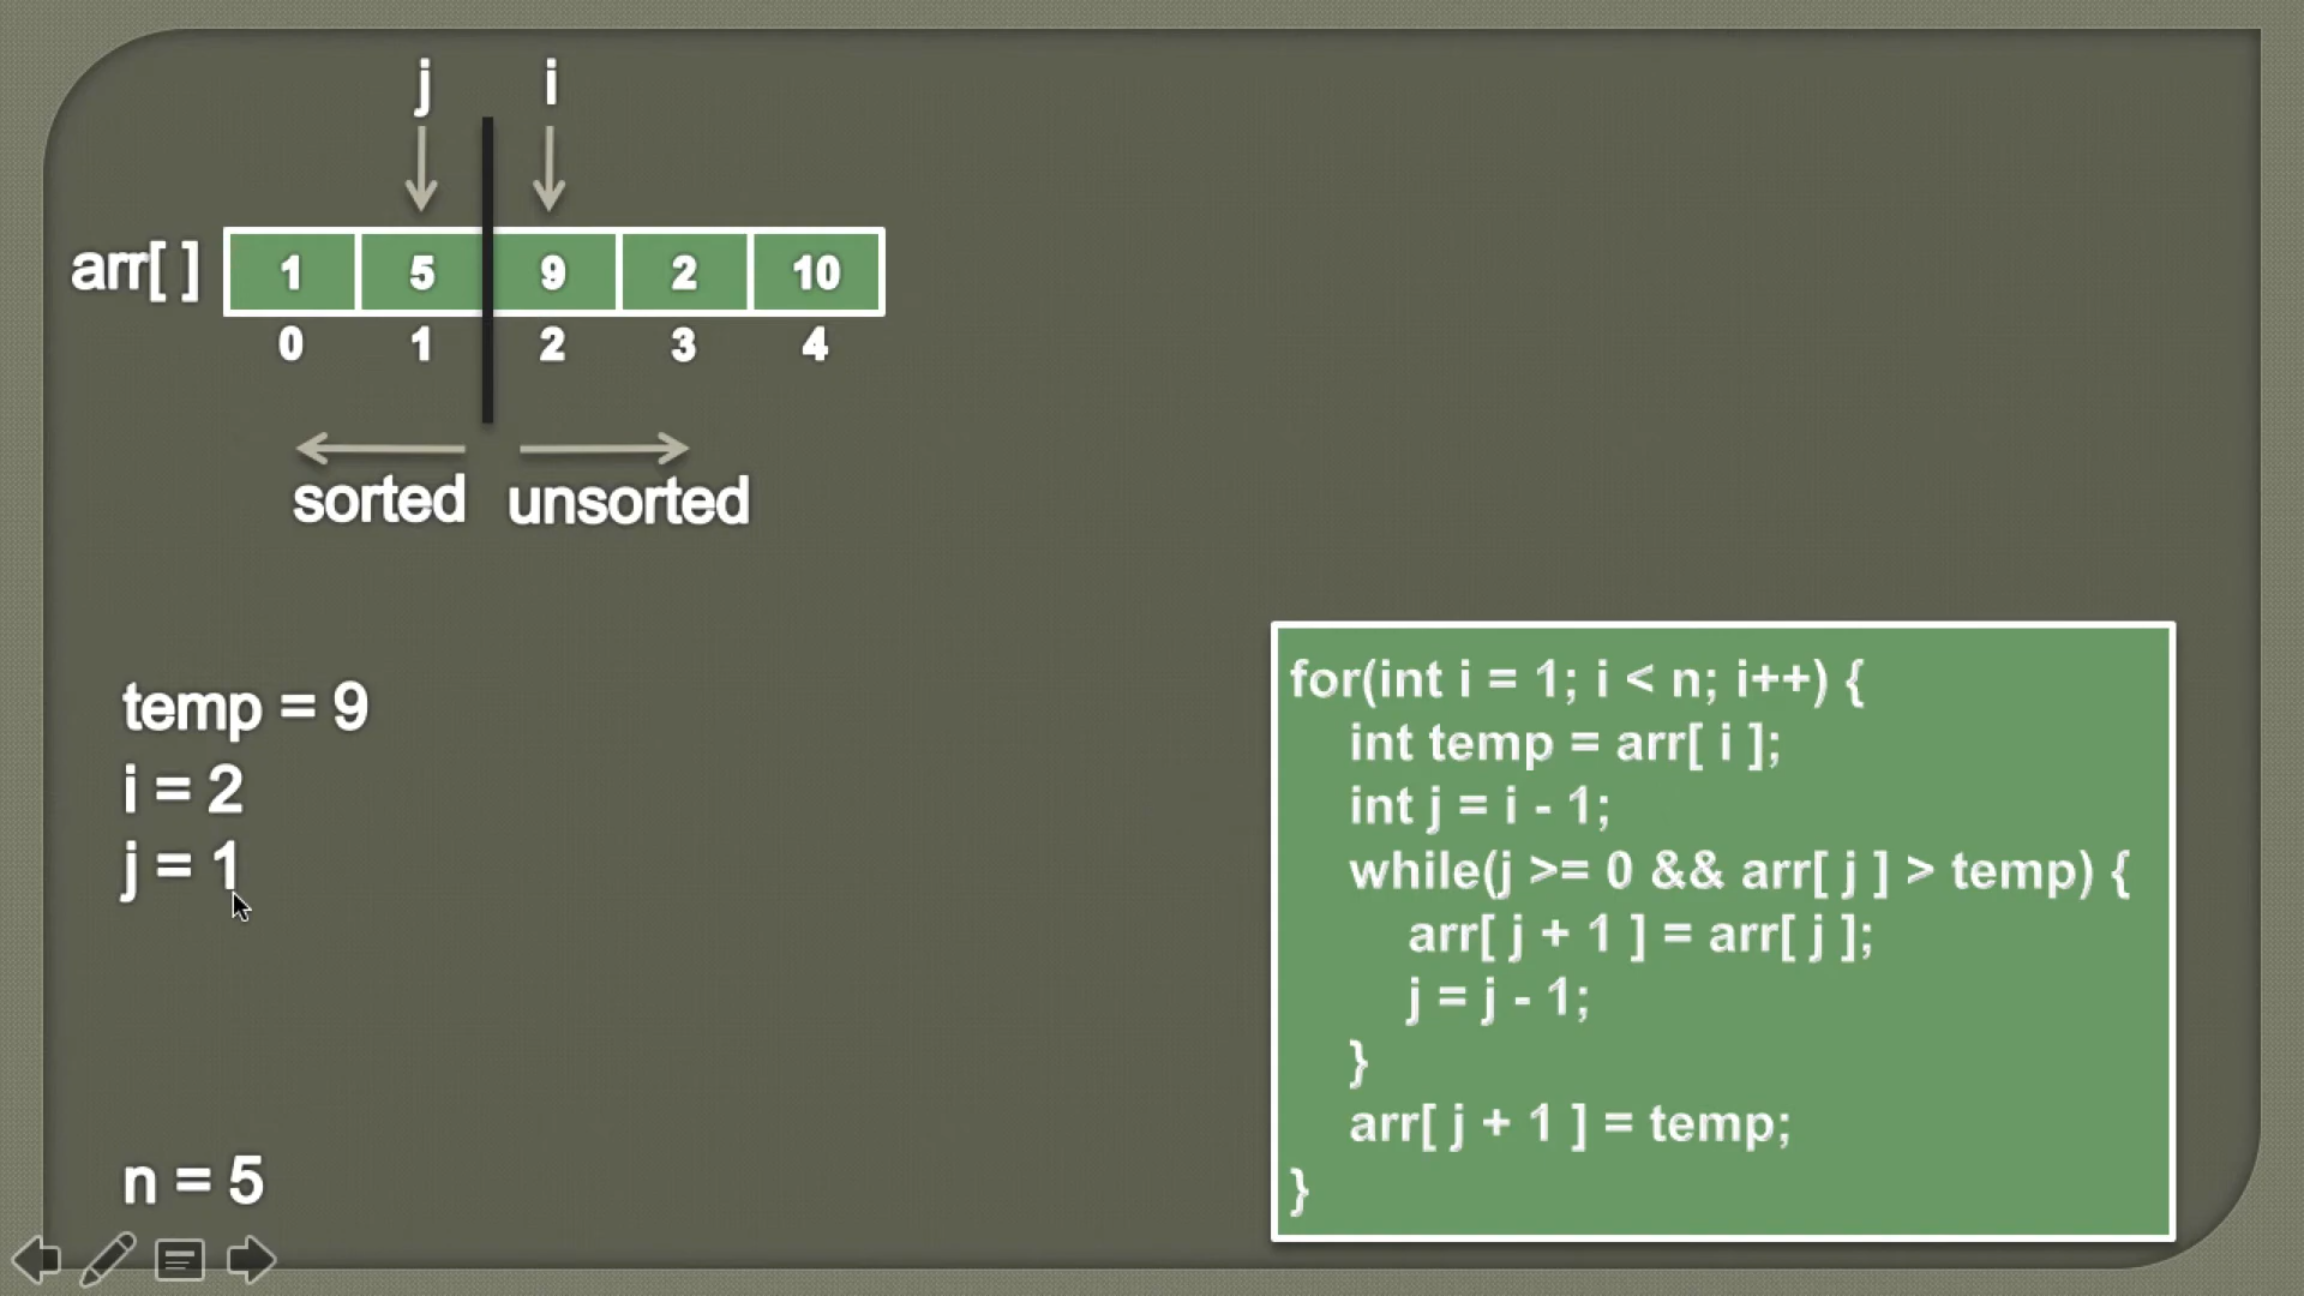 j i
arr[ ] 1 5 9 2 10
0 1 2 3 4
sorted unsorted
temp = 9
i = 2
j = 1
n = 5
for(int i = 1; i < n; i++) {
int temp = arr[ i ];
int j = i - 1;
while(j >= 0 && arr[ j ] > temp) {
arr[ j + 1 ] = arr[ j ];
j = j - 1;
}
arr[ j + 1 ] = temp;
}